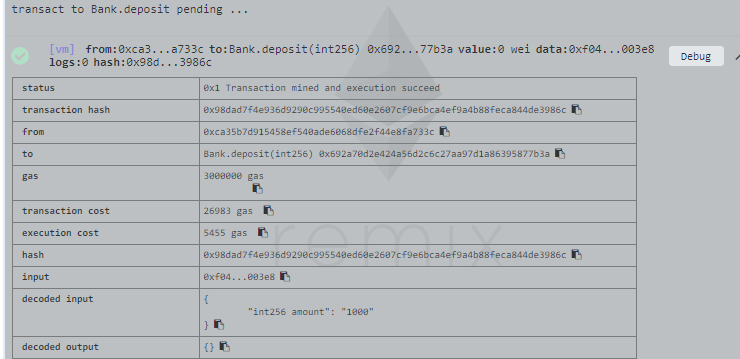 transact to Bank.deposit pending ...
[vm] from:0xca3...a733c to:Bank.deposit(int256) 0x692...77b3a value:0 wei data:0xf04...003e8
logs:0 hash:0x98d...3986c
Debug
status 0x1 Transaction mined and execution succeed
transaction hash 0x98dad7f4e936d9290c995540ed60e2607cf9e6bca4ef9a4b88feca844de3986c
from 0xca35b7d915458ef540ade6068dfe2f44e8fa733c
to Bank.deposit(int256) 0x692a70d2e424a56d2c6c27aa97d1a86395877b3a
gas 3000000 gas
transaction cost 26983 gas
execution cost 5455 gas
hash 0x98dad7f4e936d9290c995540ed60e2607cf9e6bca4ef9a4b88feca844de3986c
input 0xf04...003e8
decoded input {
"int256 amount": "1000"
}
decoded output {}
remix